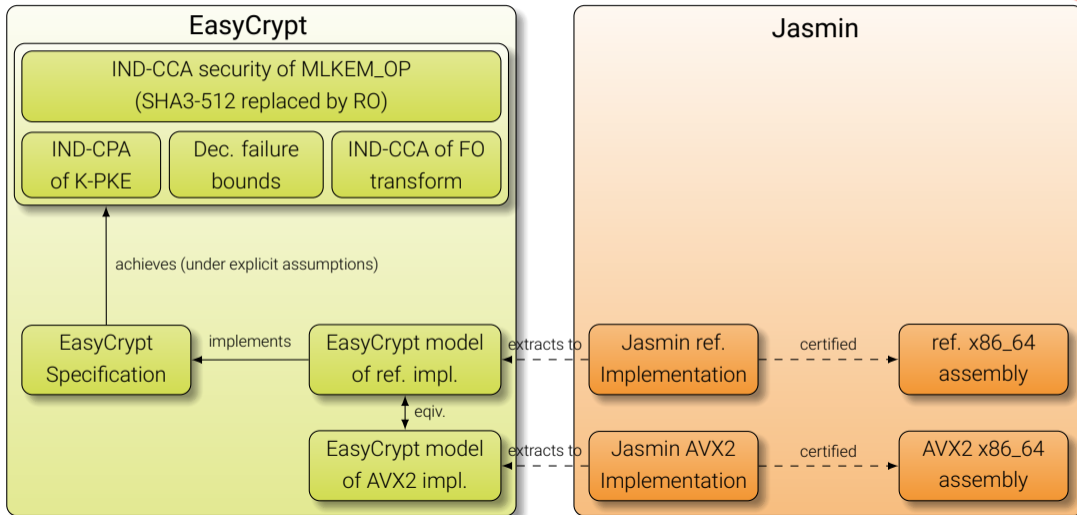 EasyCrypt
Jasmin
IND-CCA security of MLKEM_OP
(SHA3-512 replaced by RO)
IND-CPA
of K-PKE
Dec. failure
bounds
IND-CCA of FO
transform
achieves (under explicit assumptions)
EasyCrypt
Specification
implements
EasyCrypt model
of ref. impl.
extracts to
Jasmin ref.
Implementation
certified
ref. x86_64
assembly
eqiv.
EasyCrypt model
of AVX2 impl.
extracts to
Jasmin AVX2
Implementation
certified
AVX2 x86_64
assembly